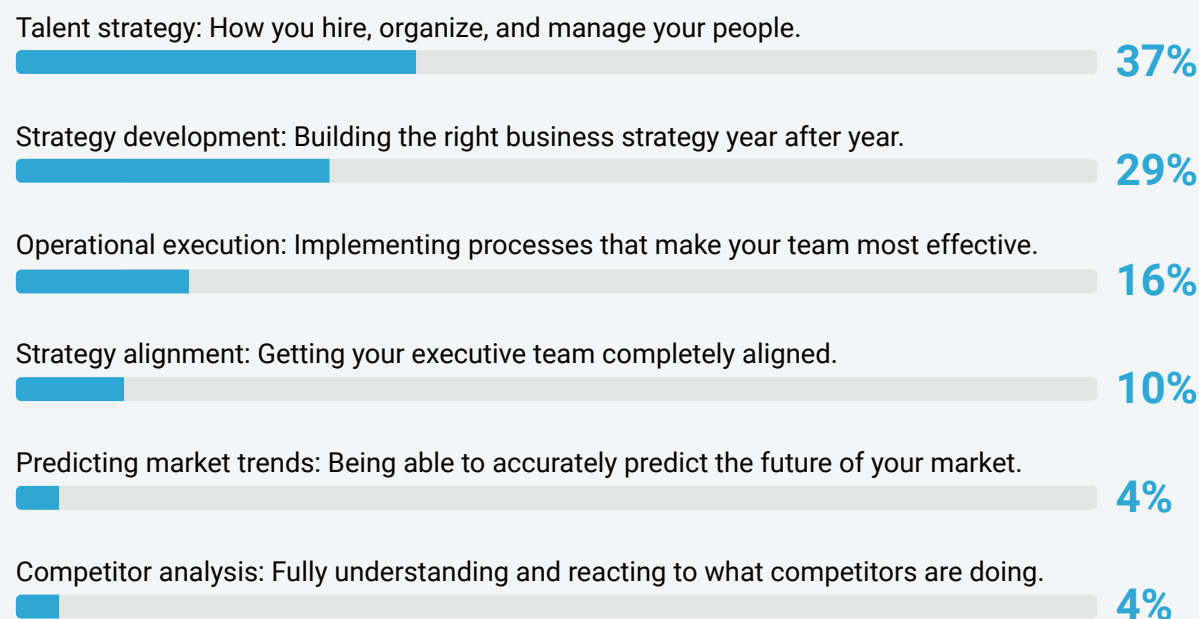 Talent strategy: How you hire, organize, and manage your people.
37%
Strategy development: Building the right business strategy year after year.
29%
Operational execution: Implementing processes that make your team most effective.
16%
Strategy alignment: Getting your executive team completely aligned.
10%
Predicting market trends: Being able to accurately predict the future of your market.
4%
Competitor analysis: Fully understanding and reacting to what competitors are doing.
4%